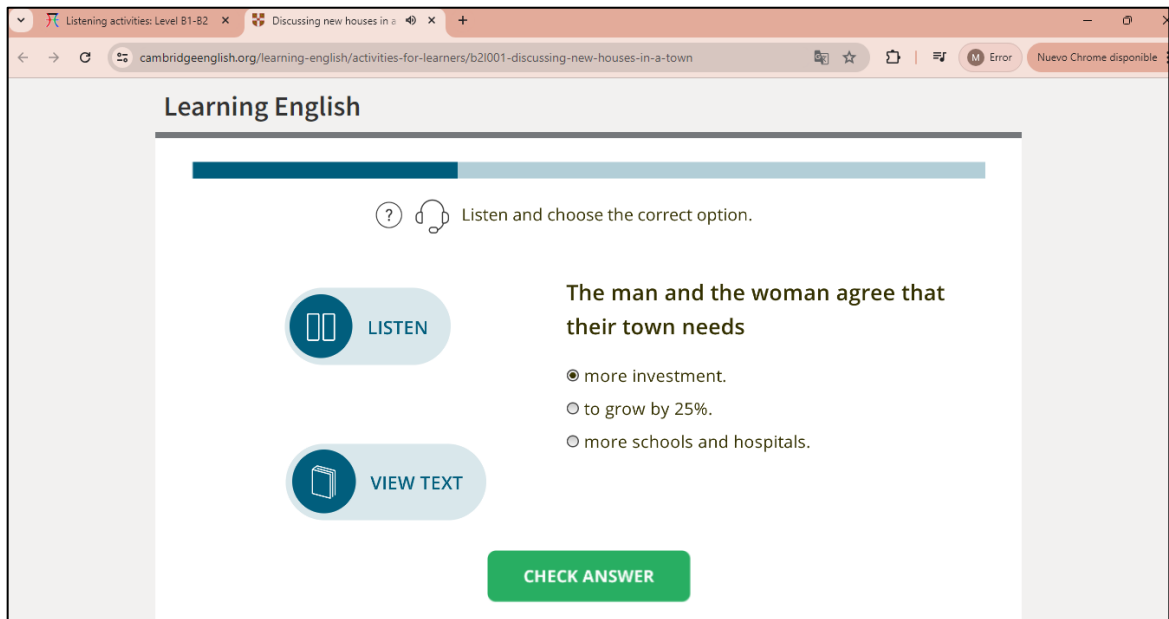 Listening activities: Level B1-B2
Discussing new houses in a
cambridgeenglish.org/learning-english/activities-for-learners/b2l001-discussing-new-houses-in-a-town
M Error
Nuevo Chrome disponible
Learning English
? Listen and choose the correct option.
The man and the woman agree that
their town needs
LISTEN
more investment.
to grow by 25%.
more schools and hospitals.
VIEW TEXT
CHECK ANSWER